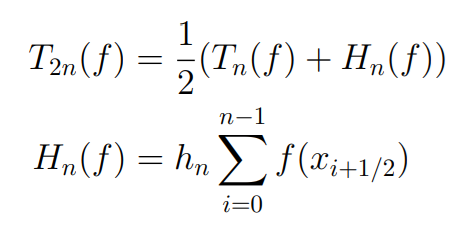 T_{2n}(f) = \frac{1}{2}(T_n(f) + H_n(f))
H_n(f) = h_n \sum_{i=0}^{n-1} f(x_{i+1/2})